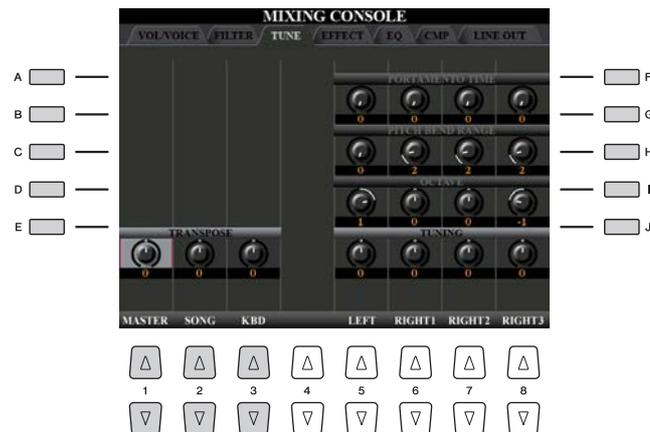 MIXING CONSOLE
VOL/VOICE FILTER TUNE EFFECT EQ CMP LINE OUT
A PORTAMENTO TIME F
B 0 0 0 0 G
C PITCH BEND RANGE H
0 2 2 2
D OCTAVE I
1 0 0 -1
E TRANSPOSE TUNING J
0 0 0 0 0 0 0
MASTER SONG KBD LEFT RIGHT1 RIGHT2 RIGHT3
1 2 3 4 5 6 7 8